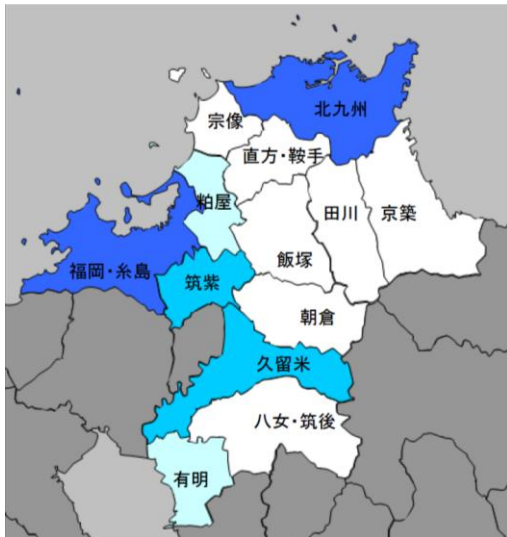 北九州
宗像
直方・鞍手
粕屋
田川
京築
飯塚
福岡・糸島
筑紫
朝倉
久留米
八女・筑後
有明